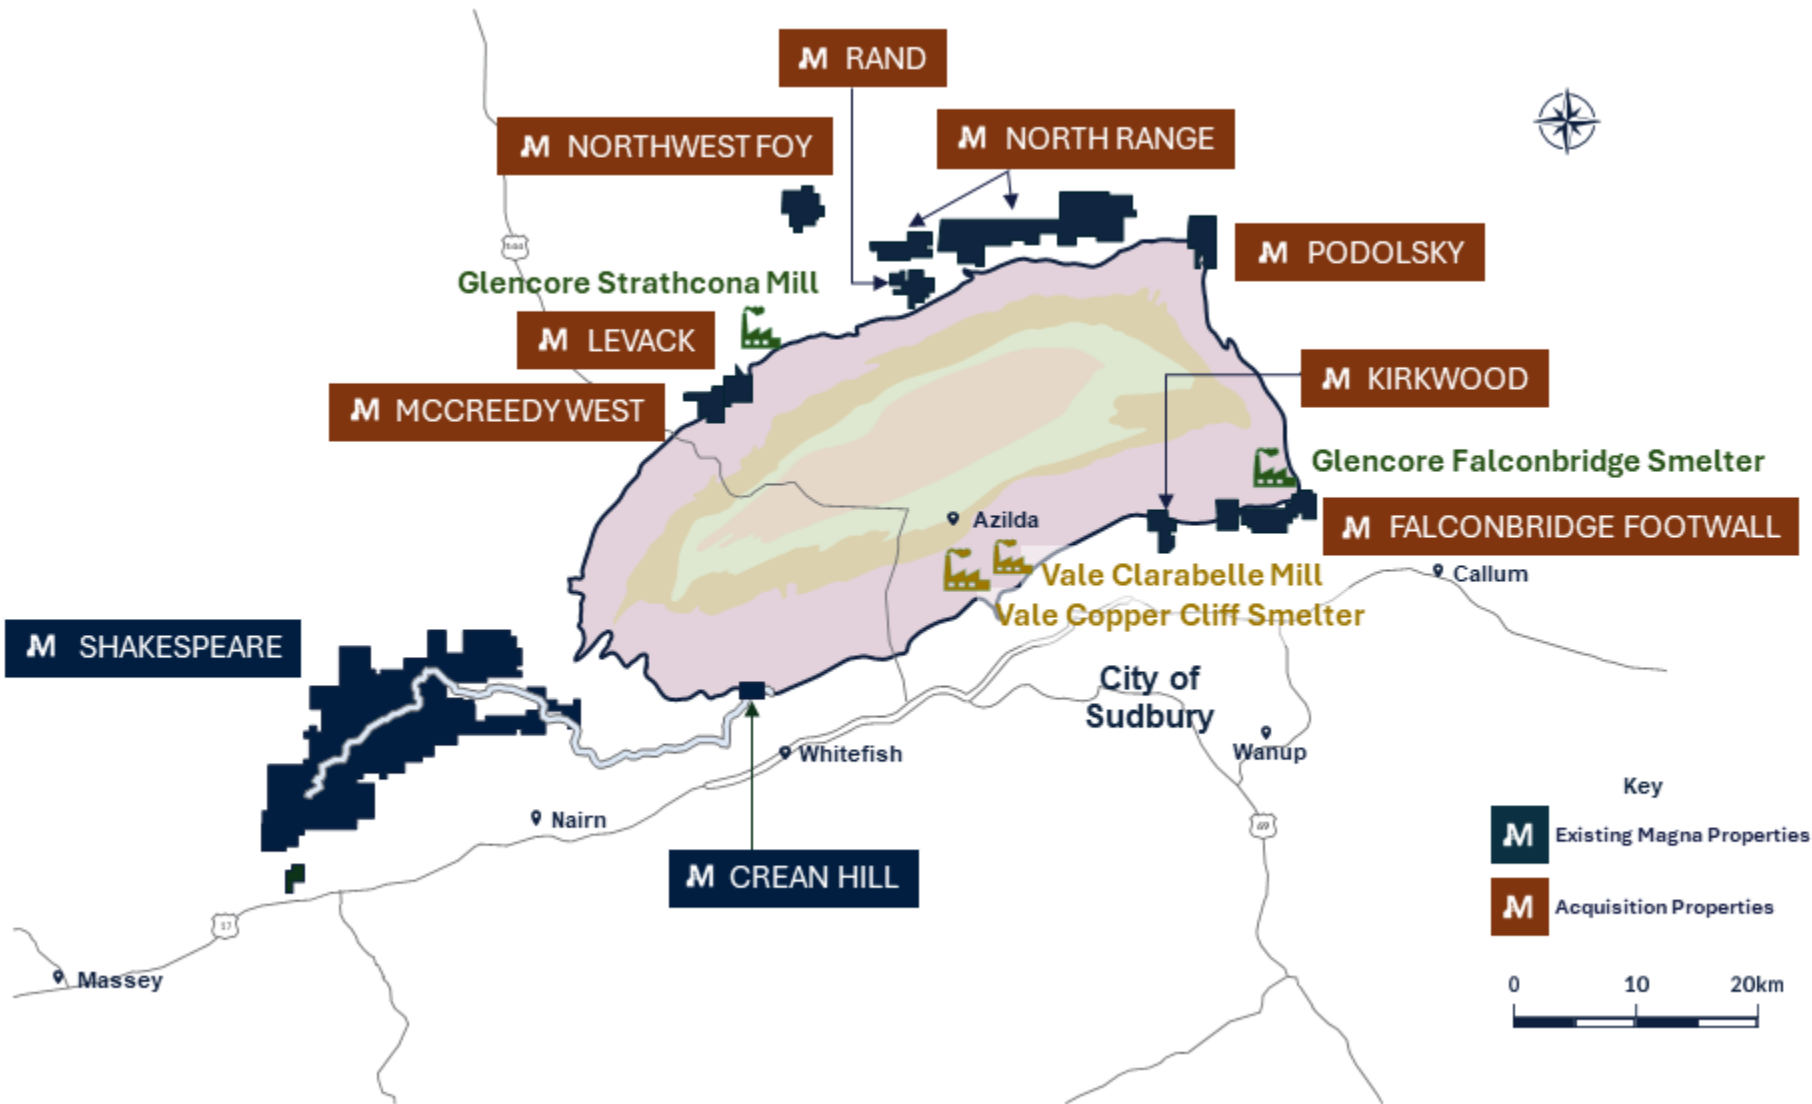 RAND
NORTHWEST FOY
NORTH RANGE
PODOLSKY
144
Glencore Strathcona Mill
LEVACK
KIRKWOOD
MCCREEDY WEST
Glencore Falconbridge Smelter
Azilda
FALCONBRIDGE FOOTWALL
Vale Clarabelle Mill
Callum
Vale Copper Cliff Smelter
SHAKESPEARE
City of
Sudbury
Whitefish
Wanup
Key
Nairn
69
M Existing Magna Properties
CREAN HILL
M Acquisition Properties
17
Massey
0 10 20km